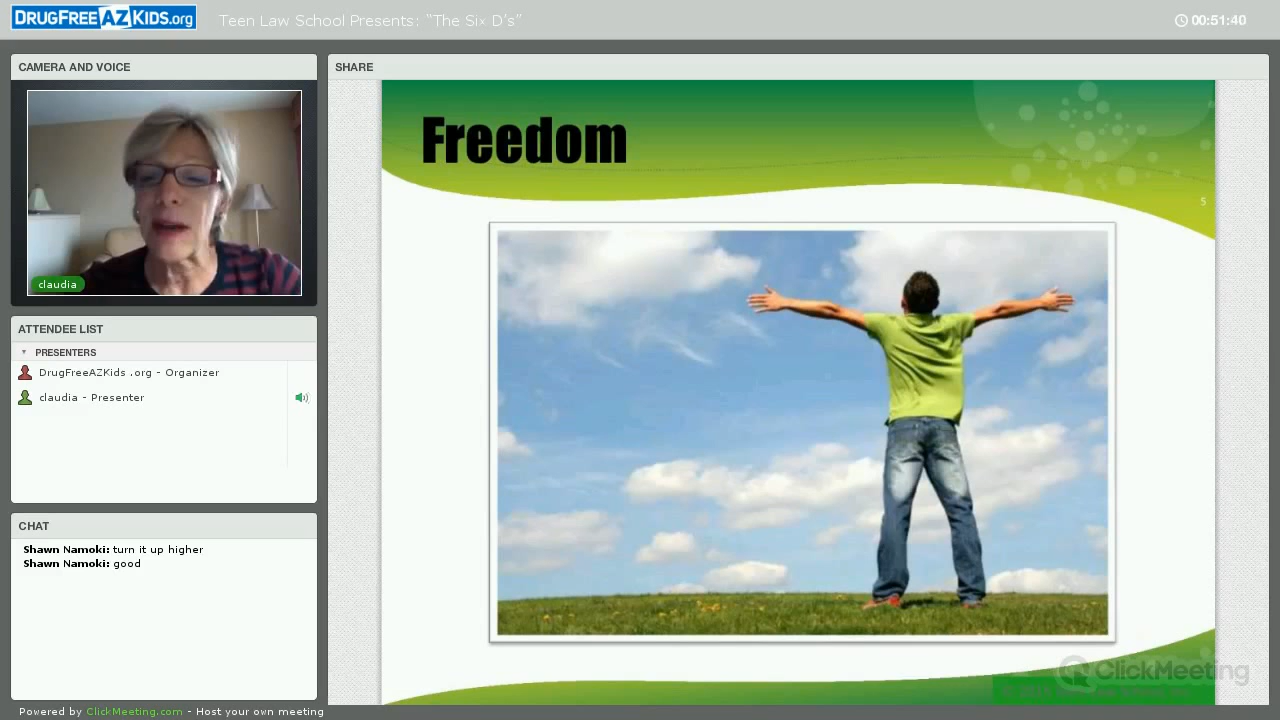 DRUGFREEAZKIDS.org
Teen Law School Presents: “The Six D’s”
00:51:40
CAMERA AND VOICE
claudia
ATTENDEE LIST
PRESENTERS
DrugFreeAZKids .org - Organizer
claudia - Presenter
CHAT
Shawn Namoki: turn it up higher
Shawn Namoki: good
Powered by ClickMeeting.com - Host your own meeting
SHARE
Freedom
5
ClickMeeting